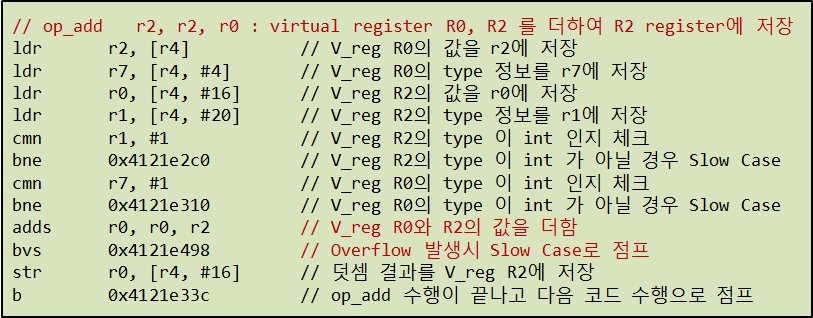 // op_add   r2, r2, r0 : virtual register R0, R2 를 더하여 R2 register에 저장
ldr     r2, [r4]          // V_reg R0의 값을 r2에 저장
ldr     r7, [r4, #4]      // V_reg R0의 type 정보를 r7에 저장
ldr     r0, [r4, #16]     // V_reg R2의 값을 r0에 저장
ldr     r1, [r4, #20]     // V_reg R2의 type 정보를 r1에 저장
cmn     r1, #1            // V_reg R2의 type 이 int 인지 체크
bne     0x4121e2c0        // V_reg R2의 type 이 int 가 아닐 경우 Slow Case
cmn     r7, #1            // V_reg R0의 type 이 int 인지 체크
bne     0x4121e310        // V_reg R0의 type 이 int 가 아닐 경우 Slow Case
adds    r0, r0, r2        // V_reg R0와 R2의 값을 더함
bvs     0x4121e498        // Overflow 발생시 Slow Case로 점프
str     r0, [r4, #16]     // 덧셈 결과를 V_reg R2에 저장
b       0x4121e33c        // op_add 수행이 끝나고 다음 코드 수행으로 점프